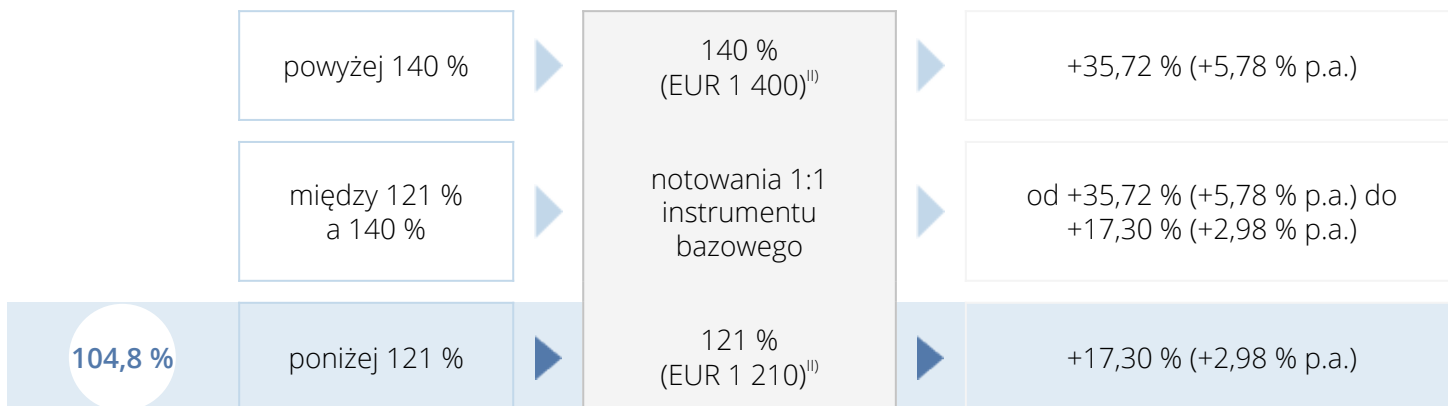 powyżej 140 %
140 %
(EUR 1 400)II)
+35,72 % (+5,78 % p.a.)
między 121 %
a 140 %
notowania 1:1
instrumentu
bazowego
od +35,72 % (+5,78 % p.a.) do
+17,30 % (+2,98 % p.a.)
104,8 %
poniżej 121 %
121 %
(EUR 1 210)II)
+17,30 % (+2,98 % p.a.)